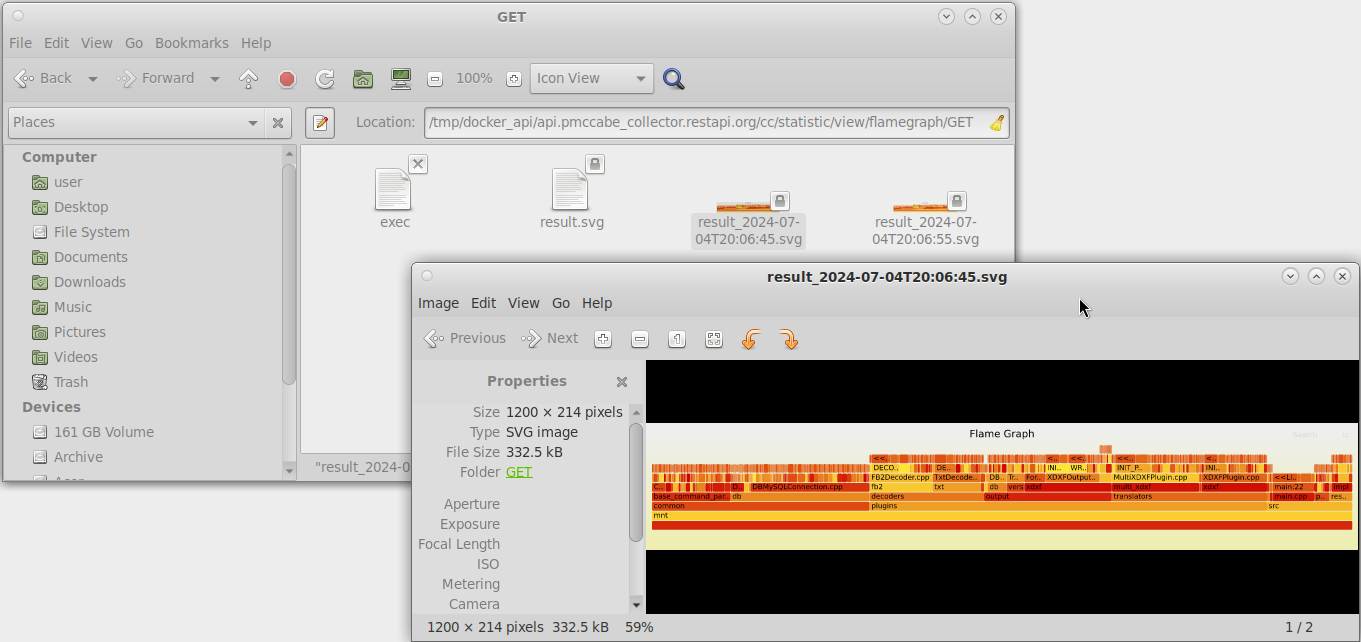 GET
File Edit View Go Bookmarks Help
Back Forward 100% Icon View
Places Location: /tmp/docker_api/api.pmccabe_collector.restapi.org/cc/statistic/view/flamegraph/GET
Computer
user
Desktop
File System
Documents
Downloads
Music
Pictures
Videos
Trash
Devices
161 GB Volume
Archive
exec
result.svg
result_2024-07-
04T20:06:45.svg
result_2024-07-
04T20:06:55.svg
"result_2024-0
result_2024-07-04T20:06:45.svg
Image Edit View Go Help
Previous Next
Properties
Size 1200 × 214 pixels
Type SVG image
File Size 332.5 kB
Folder GET
Aperture
Exposure
Focal Length
ISO
Metering
Camera
Flame Graph
Search
<<.. <<.. <<.. <<..
DECO.. DE.. INI.. WR.. INIT_P.. INI..
FB2Decoder.cpp TxtDecode.. DB.. Tr.. For.. XDXFOutput.. MultiXDXFPlugin.cpp XDXFPlugin.cpp <<LI..
C... D.. DBMySQLConnection.cpp fb2 txt db vers xdxf multi_xdxf xdxf main:22 impl
base_command_par.. db decoders output translators main.cpp p.. res..
common plugins src
mnt
1200 × 214 pixels 332.5 kB 59% 1 / 2